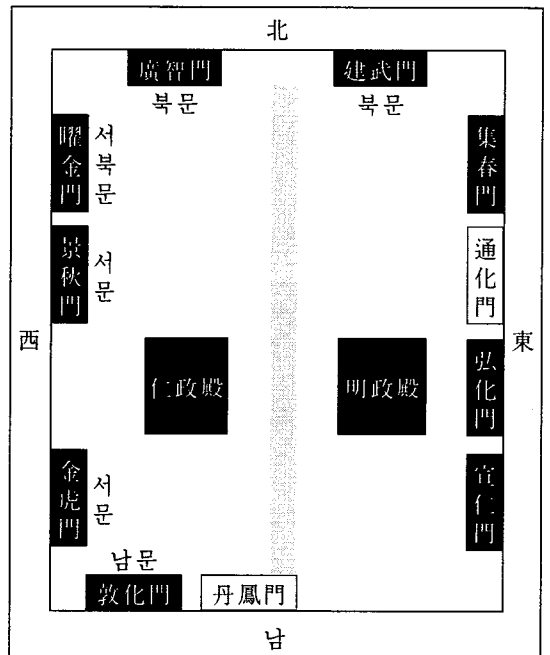 北
廣智門
建武門
북문
북문
曜金門
서북문
集春門
景秋門
서문
通化門
西
東
仁政殿
明政殿
弘化門
金虎門
서문
宣仁門
남문
敦化門
丹鳳門
남